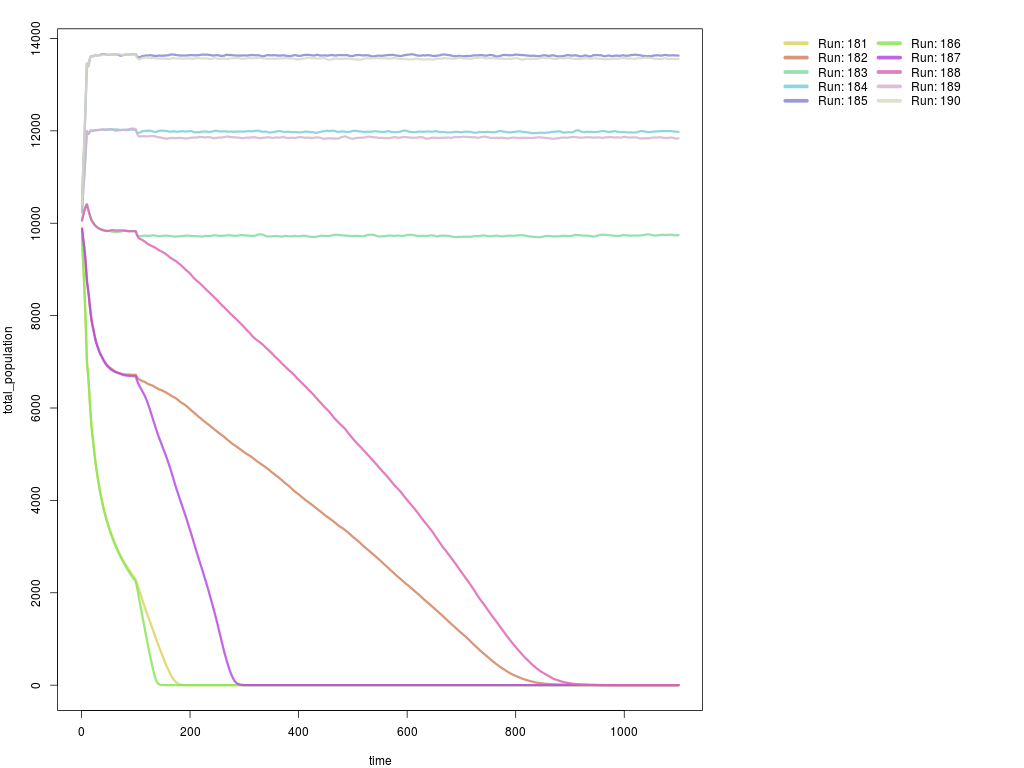 14000
12000
10000
8000
6000
4000
2000
0
total_population
0 200 400 600 800 1000
time
Run: 181 Run: 186
Run: 182 Run: 187
Run: 183 Run: 188
Run: 184 Run: 189
Run: 185 Run: 190